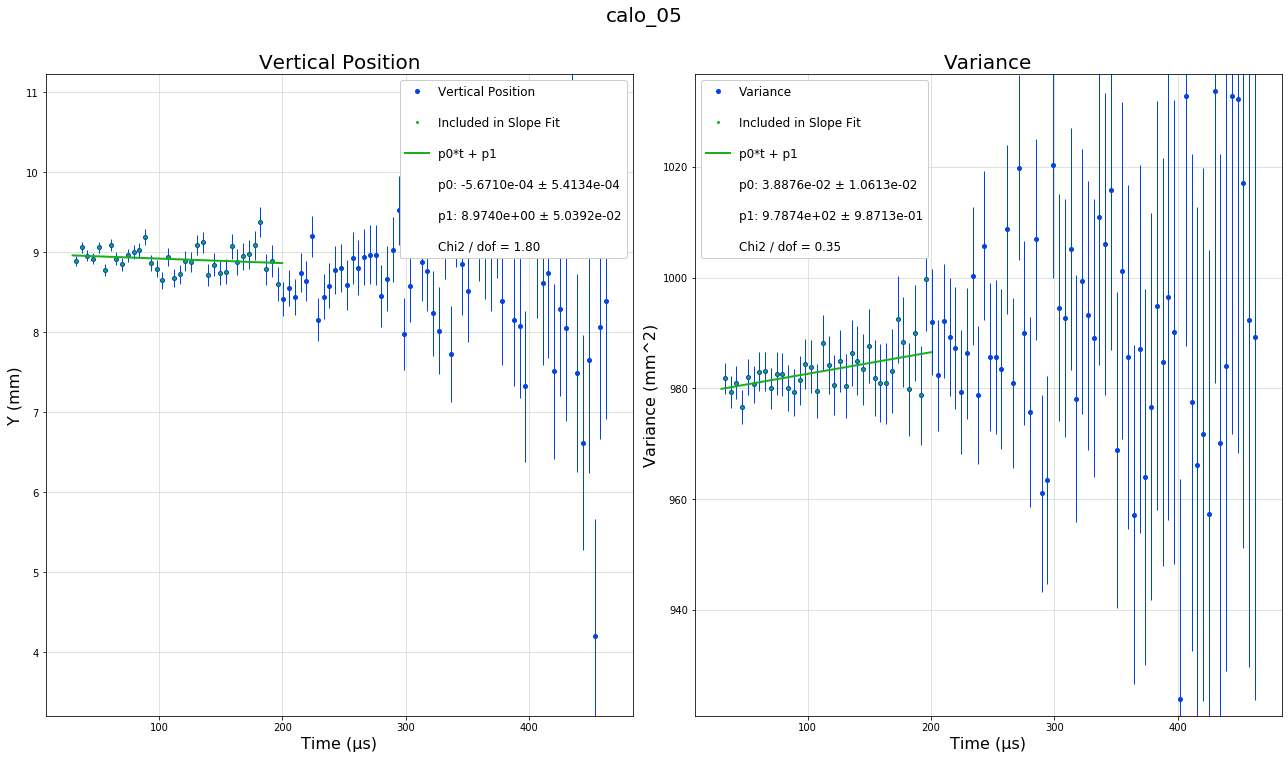 calo_05
Vertical Position
Variance
11
10
9
8
7
6
5
4
Y (mm)
100
200
300
400
Time (μs)
Vertical Position
Included in Slope Fit
p0*t + p1
p0: -5.6710e-04 ± 5.4134e-04
p1: 8.9740e+00 ± 5.0392e-02
Chi2 / dof = 1.80
1020
1000
980
960
940
Variance (mm^2)
100
200
300
400
Time (μs)
Variance
Included in Slope Fit
p0*t + p1
p0: 3.8876e-02 ± 1.0613e-02
p1: 9.7874e+02 ± 9.8713e-01
Chi2 / dof = 0.35